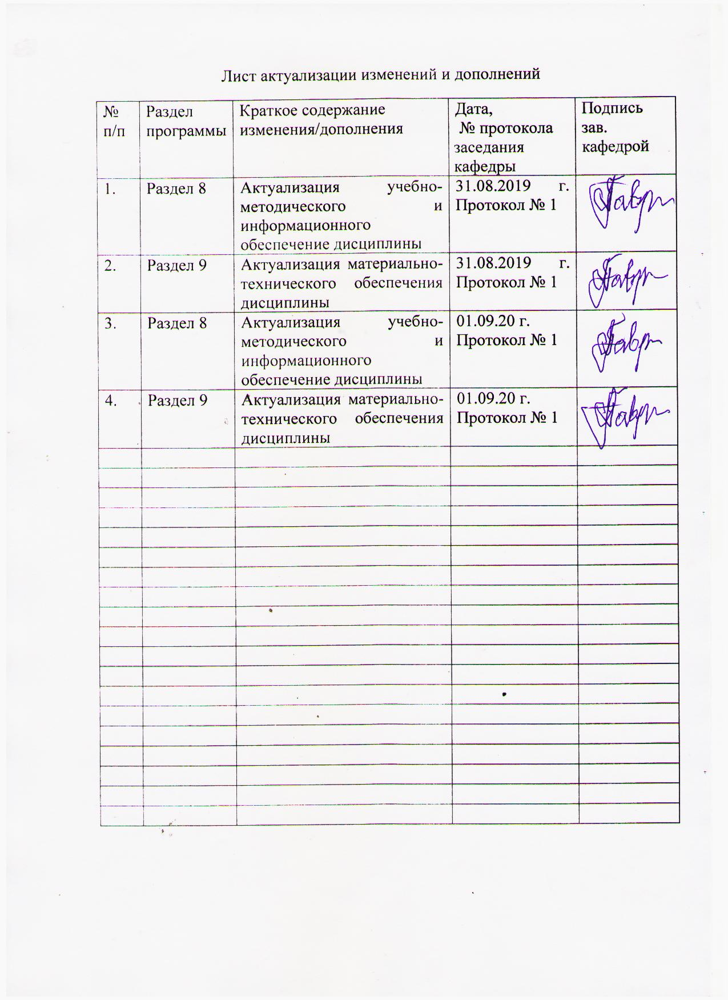 Лист актуализации изменений и дополнений
№ п/п
Раздел программы
Краткое содержание изменения/дополнения
Дата,
№ протокола
заседания
кафедры
Подпись
зав.
кафедрой
1.
Раздел 8
Актуализация учебно-
методического и
информационного
обеспечение дисциплины
31.08.2019 г.
Протокол № 1
2.
Раздел 9
Актуализация материально-
технического обеспечения
дисциплины
31.08.2019 г.
Протокол № 1
3.
Раздел 8
Актуализация учебно-
методического и
информационного
обеспечение дисциплины
01.09.20 г.
Протокол № 1
4.
Раздел 9
Актуализация материально-
технического обеспечения
дисциплины
01.09.20 г.
Протокол № 1